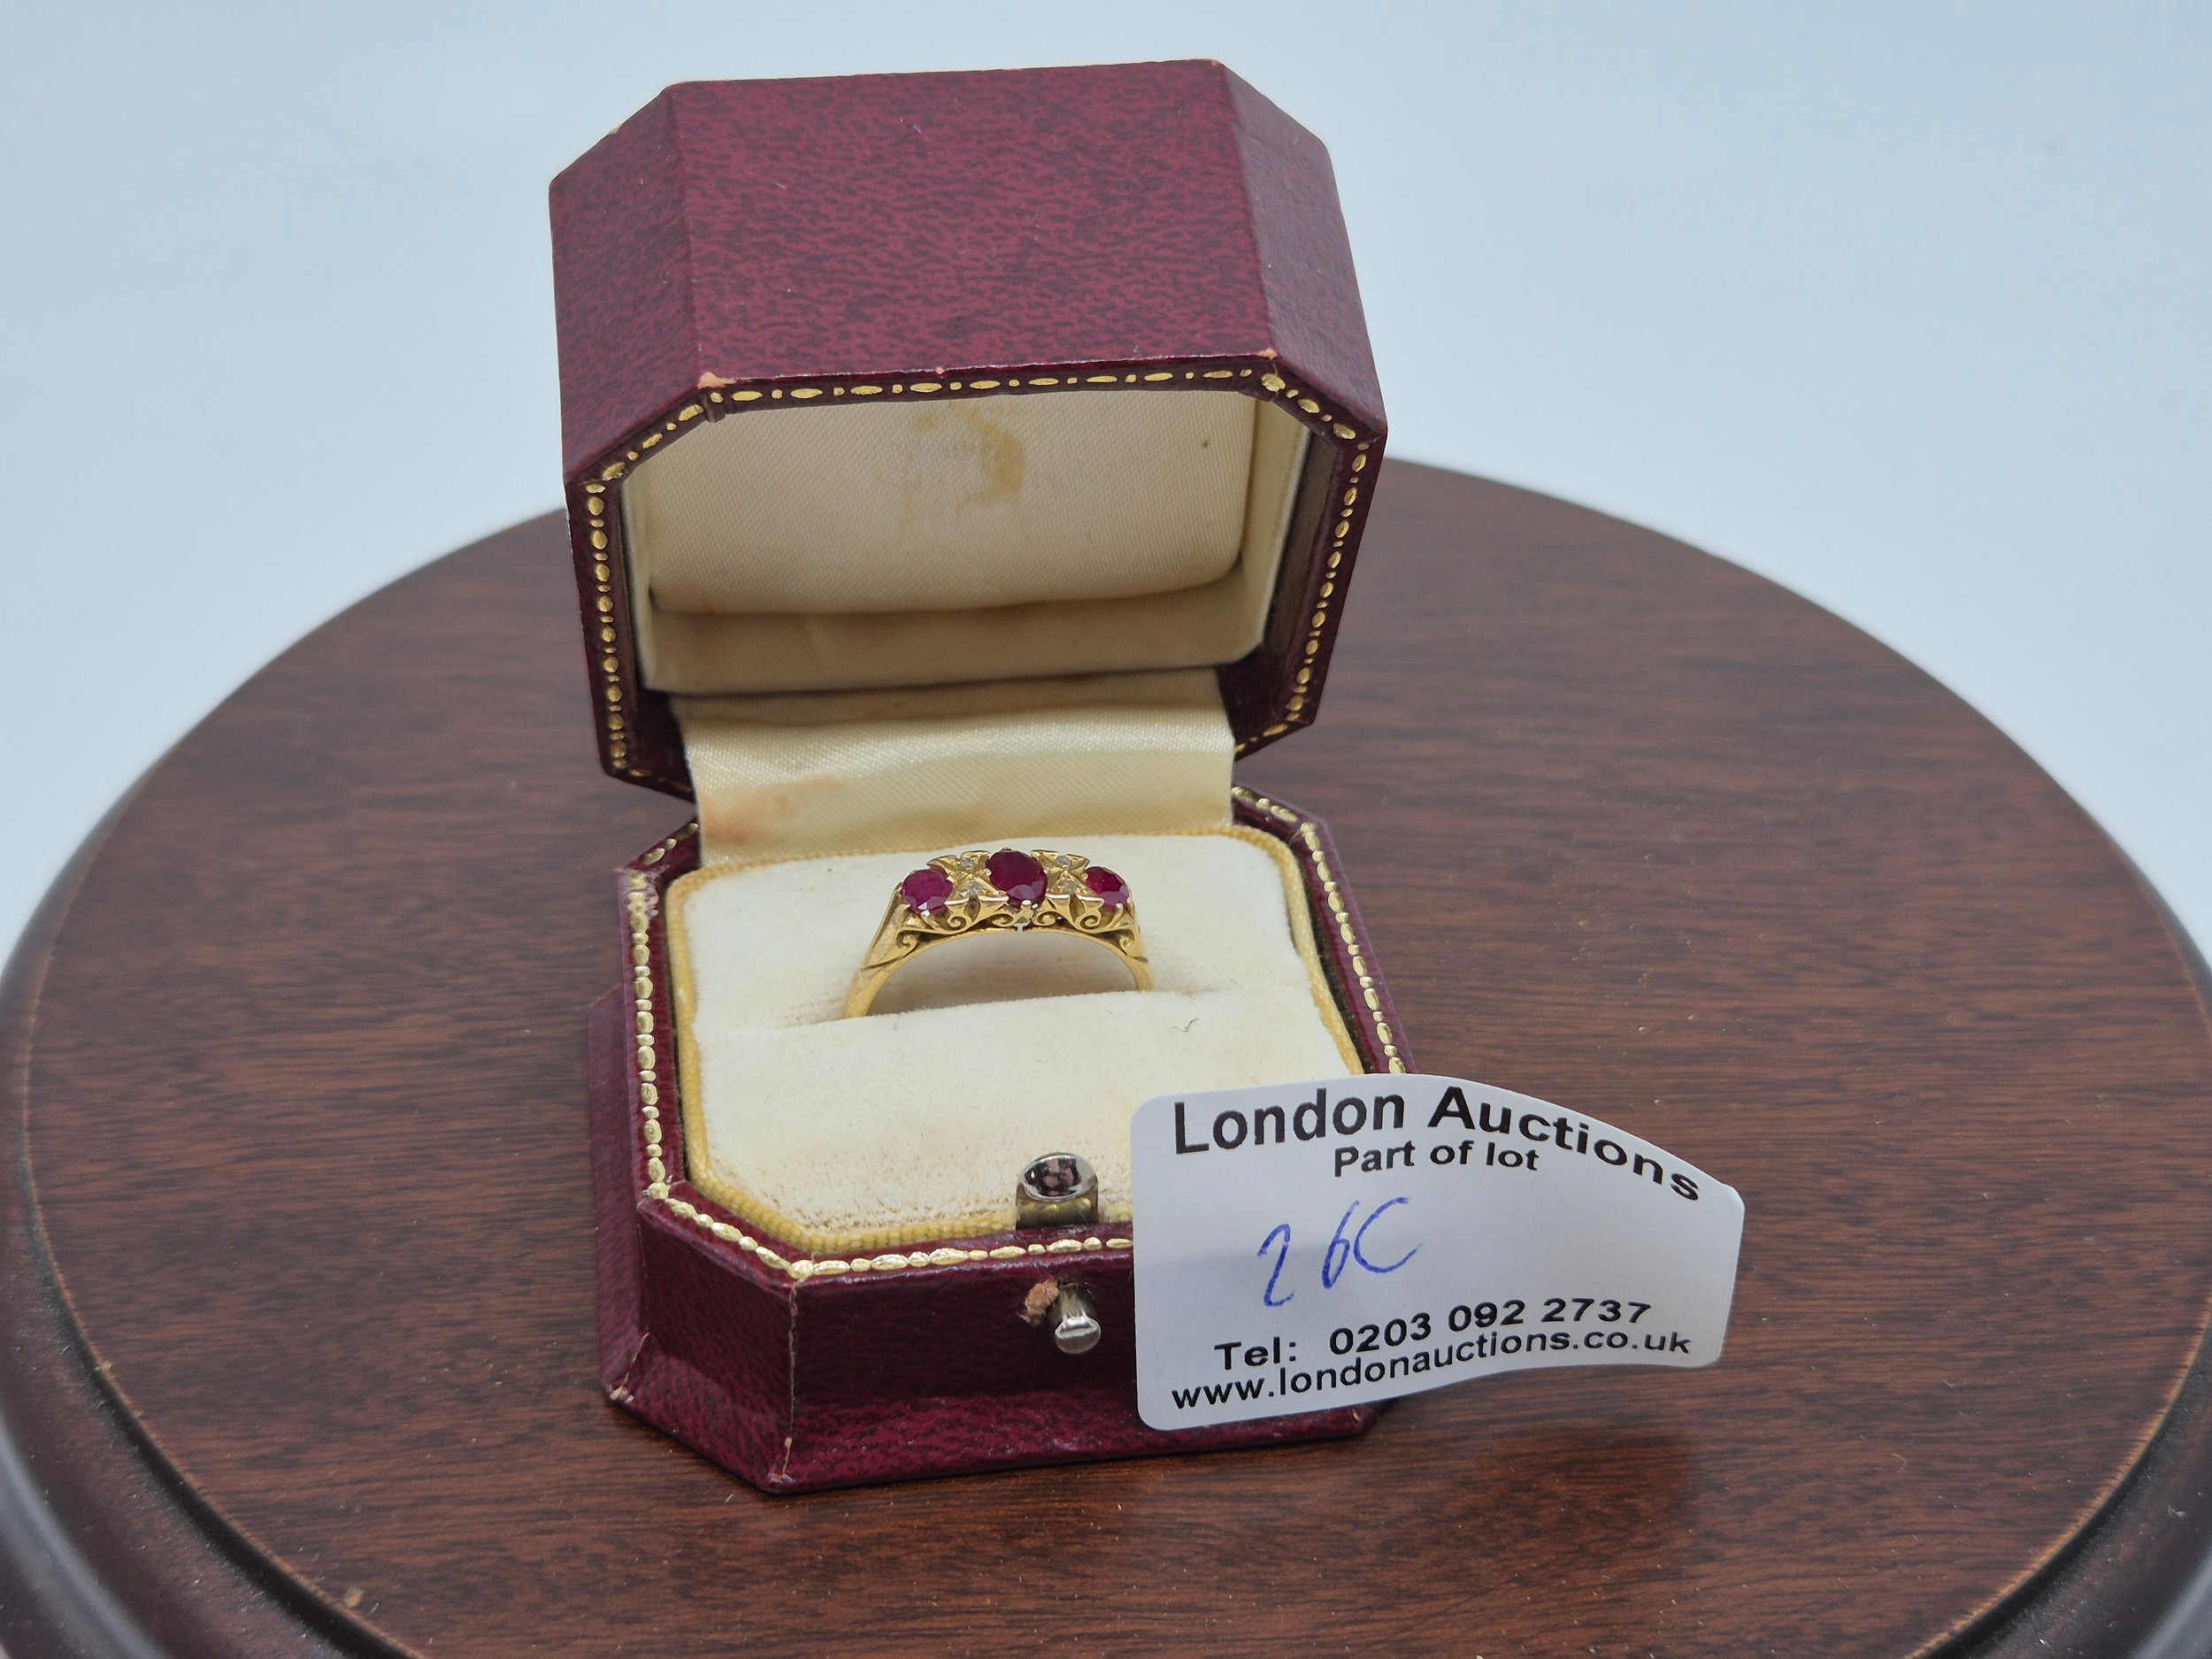 London Auctions
Part of lot
26C
Tel: 0203 092 2737
www.londonauctions.co.uk